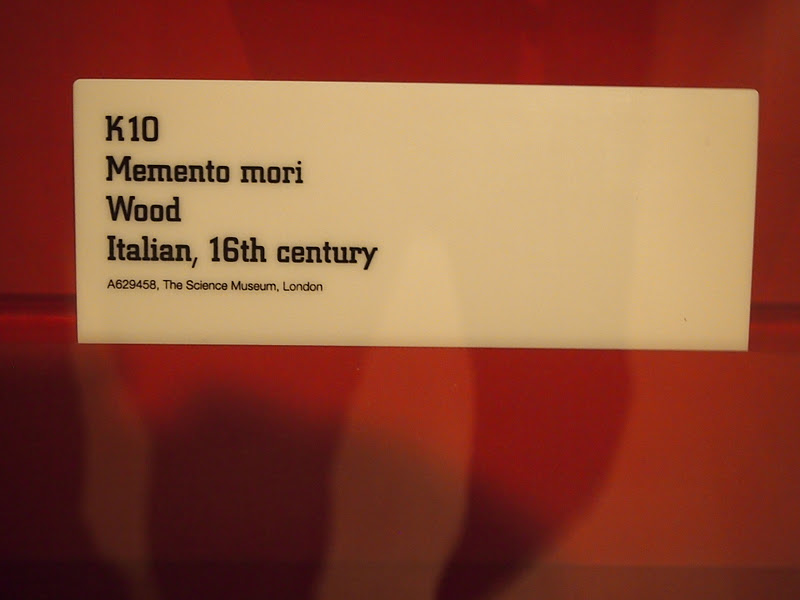 K10
Memento mori
Wood
Italian, 16th century
A629458, The Science Museum, London